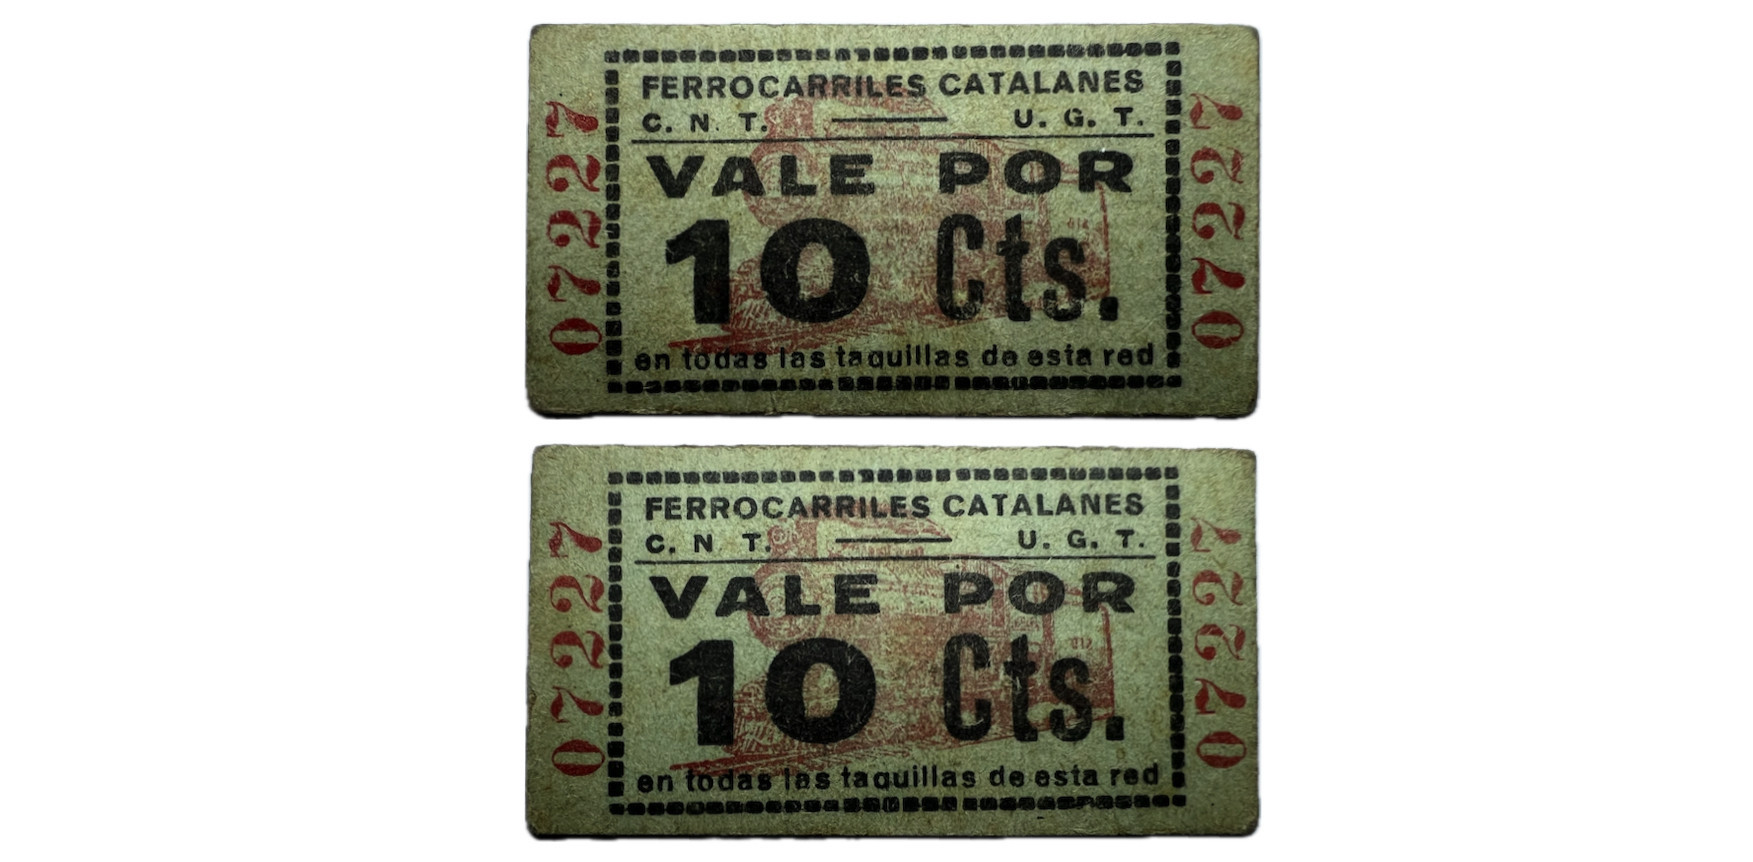 07227
FERROCARRILES CATALANES
C. N. T. U. G. T.
VALE POR
10 Cts.
en todas las taquillas de esta red
07227
07227
FERROCARRILES CATALANES
C. N T. U. G. T.
VALE POR
10 Cts.
en todas las taquillas de esta red
07227